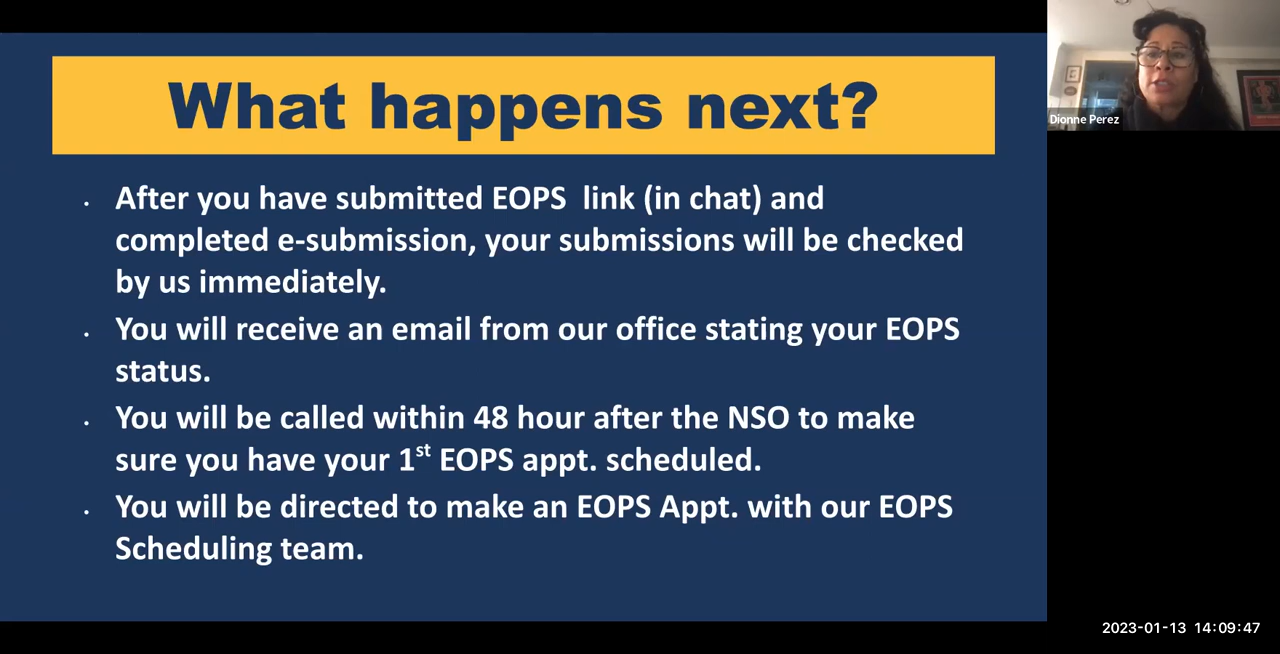 What happens next?
• After you have submitted EOPS  link (in chat) and
completed e-submission, your submissions will be checked
by us immediately.
• You will receive an email from our office stating your EOPS
status.
• You will be called within 48 hour after the NSO to make
sure you have your 1st EOPS appt. scheduled.
• You will be directed to make an EOPS Appt. with our EOPS
Scheduling team.
Dionne Perez
2023-01-13 14:09:47